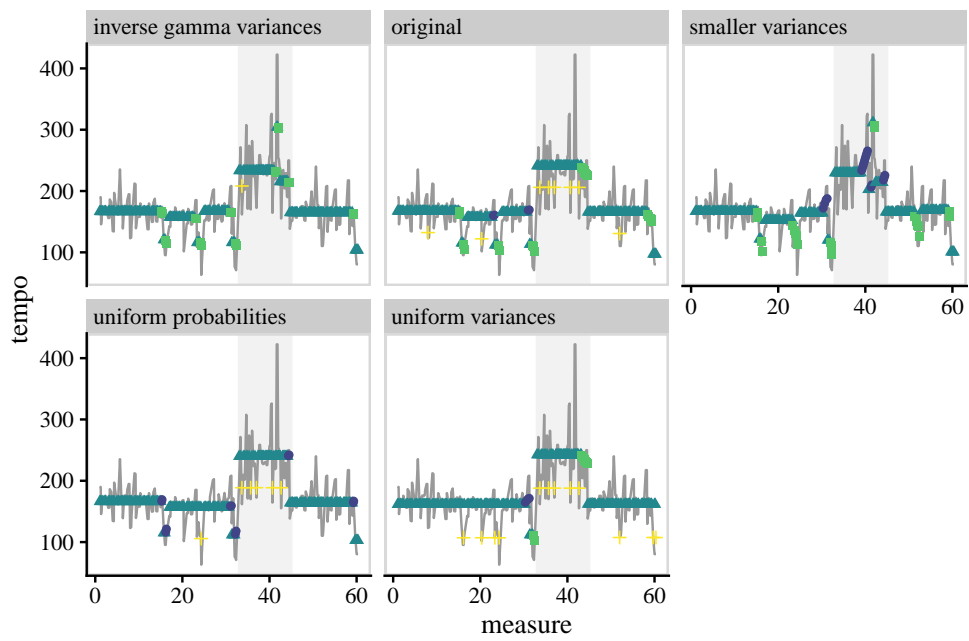 inverse gamma variances
original
smaller variances
400
300
200
100
0
20
40
60
tempo
uniform probabilities
uniform variances
400
300
200
100
0
20
40
60
0
20
40
60
measure